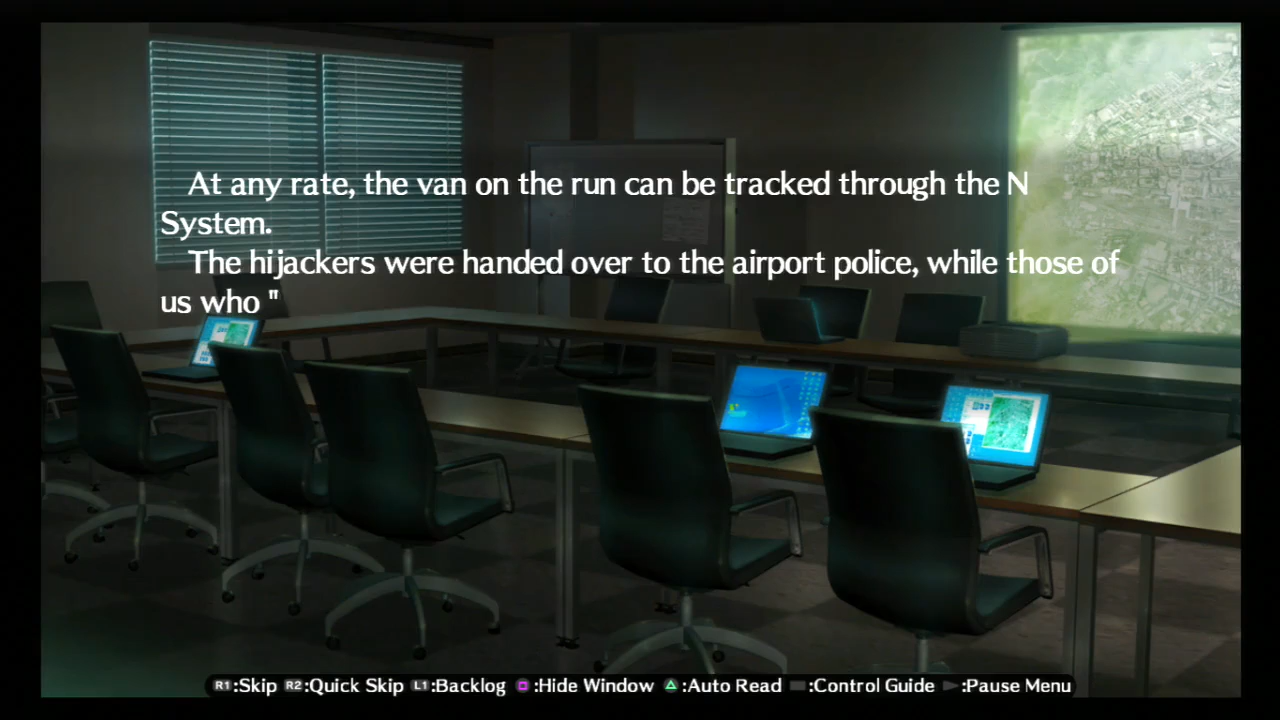 At any rate, the van on the run can be tracked through the N
System.
The hijackers were handed over to the airport police, while those of
us who "
R1:Skip R2:Quick Skip L1:Backlog :Hide Window :Auto Read :Control Guide :Pause Menu